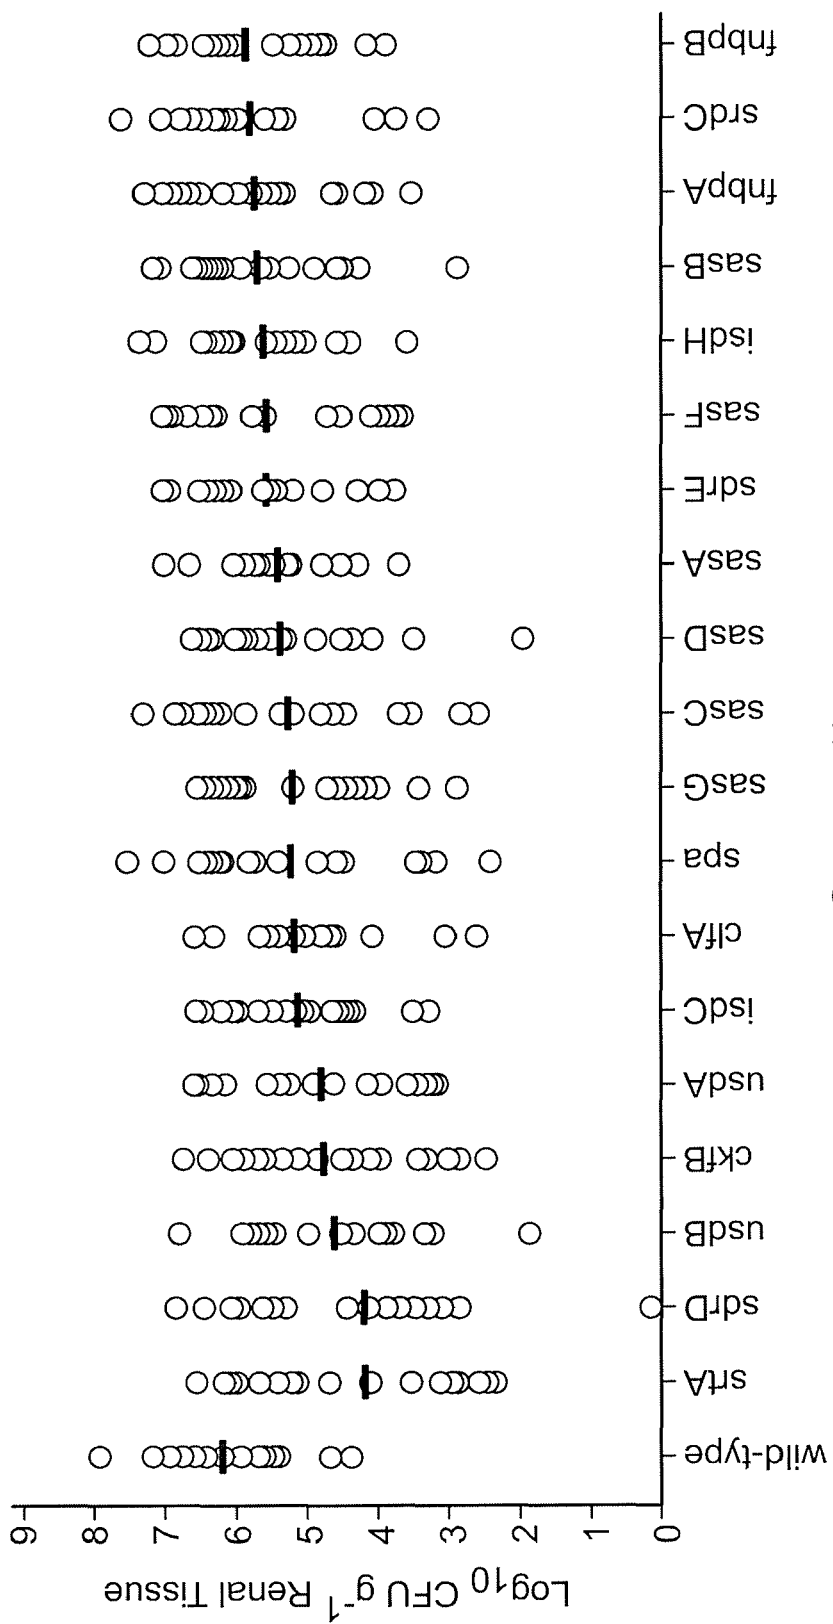 Log10 CFU g-1 Renal Tissue
9
8
7
6
5
4
3
2
1
0
wild-type
srtA
sdrD
usdB
ckfB
usdA
isdC
clfA
spa
sasG
sasC
sasD
sasA
sdrE
sasF
isdH
sasB
fnbpA
srdC
fnbpB